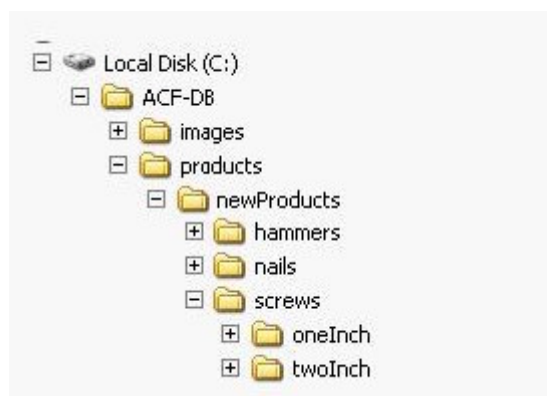 Local Disk (C:)
ACF-DB
images
products
newProducts
hammers
nails
screws
oneInch
twoInch